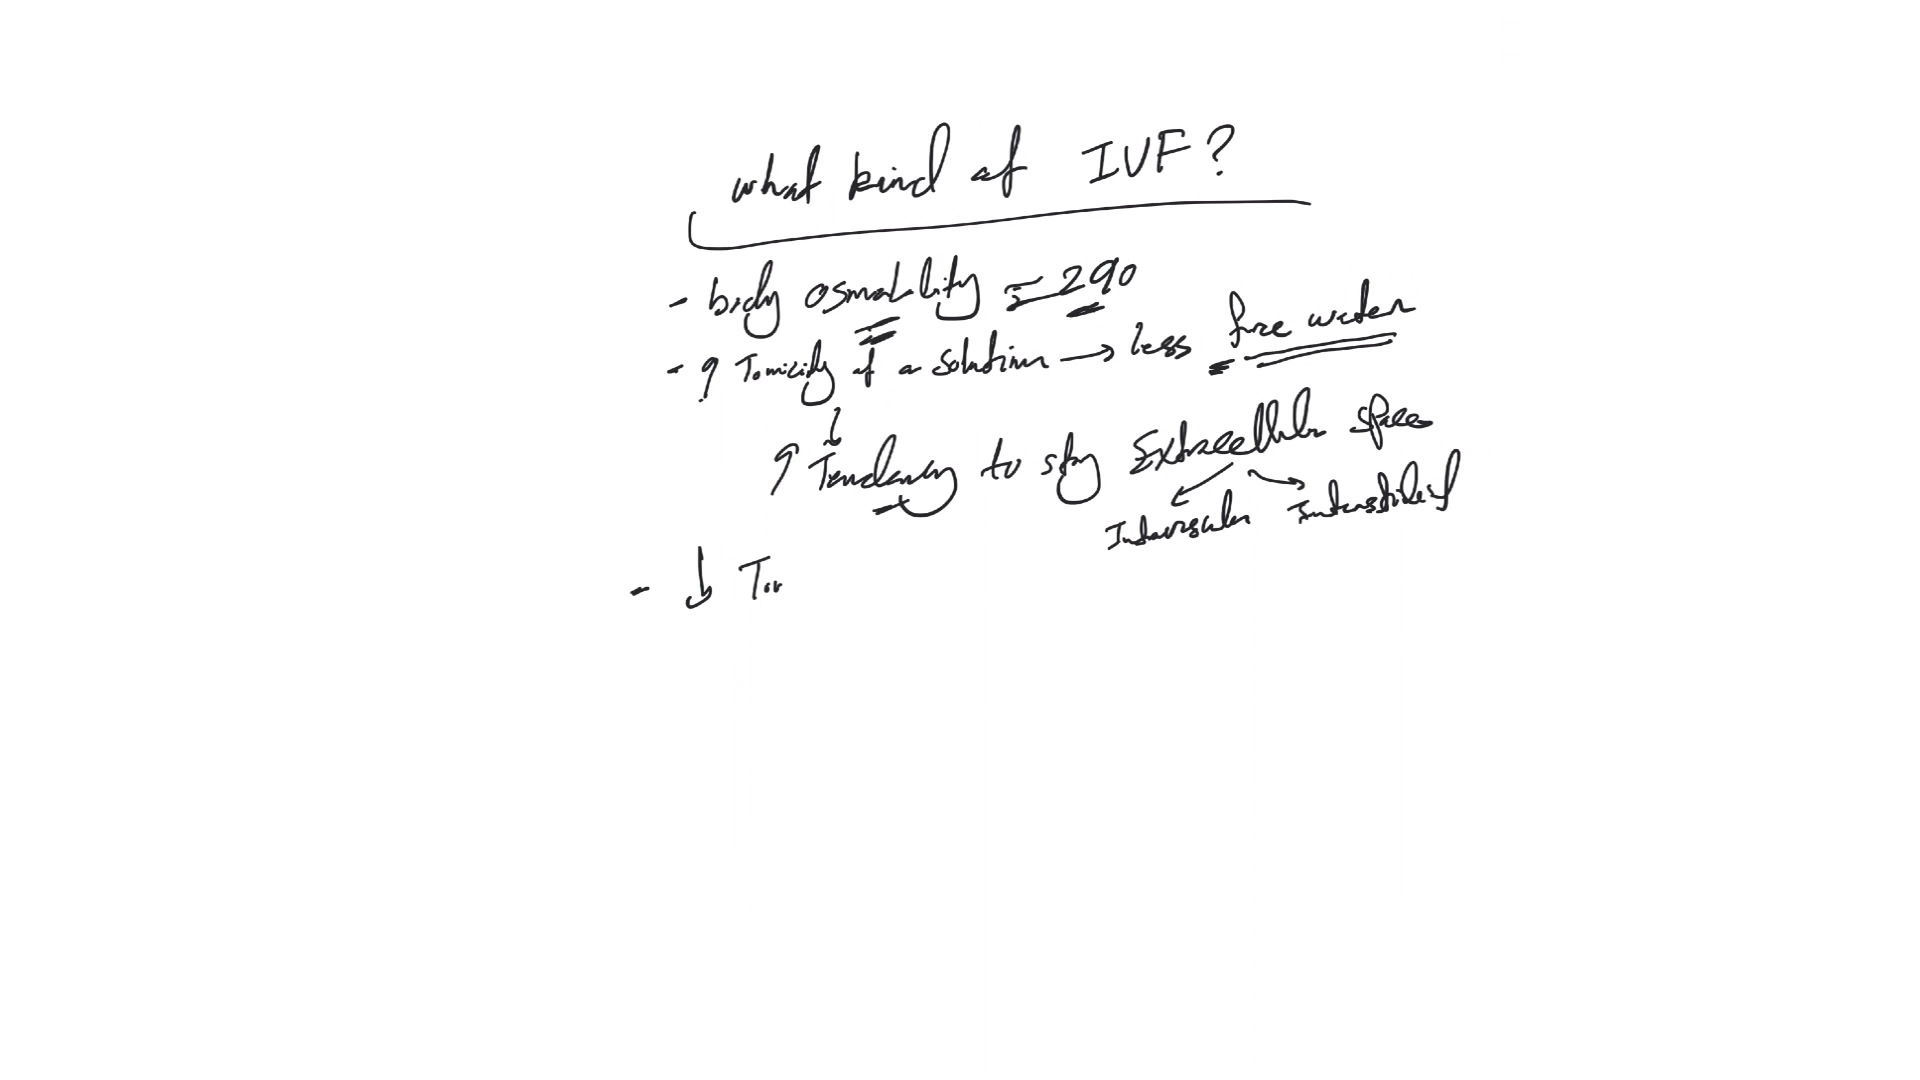 what kind of IVF?
- body osmolality = 290
- ↑ Tonicity of a solution → less free water
↓
↑ Tendency to stay Extracellular space
Intravascular Interstitial
- ↓ Ton